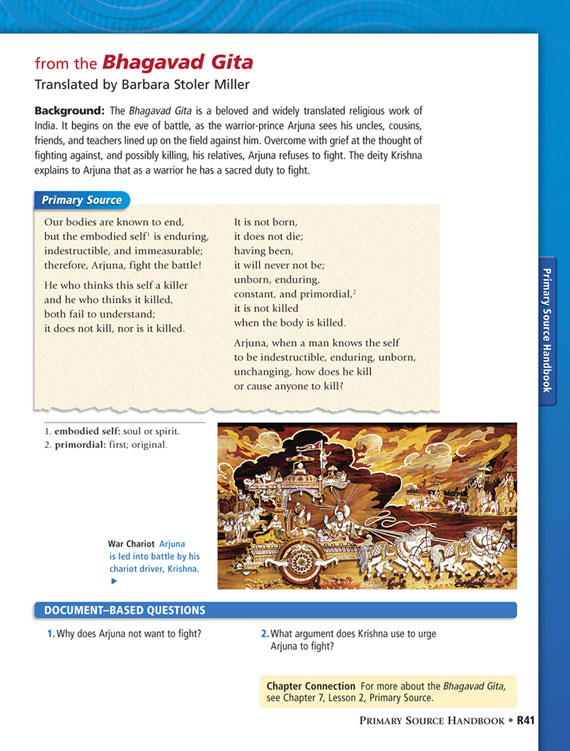 from the Bhagavad Gita
Translated by Barbara Stoler Miller
Background: The Bhagavad Gita is a beloved and widely translated religious work of
India. It begins on the eve of battle, as the warrior-prince Arjuna sees his uncles, cousins,
friends, and teachers lined up on the field against him. Overcome with grief at the thought of
fighting against, and possibly killing, his relatives, Arjuna refuses to fight. The deity Krishna
explains to Arjuna that as a warrior he has a sacred duty to fight.
Primary Source
Our bodies are known to end,
but the embodied self¹ is enduring,
indestructible, and immeasurable;
therefore, Arjuna, fight the battle!
He who thinks this self a killer
and he who thinks it killed,
both fail to understand;
it does not kill, nor is it killed.
It is not born,
it does not die;
having been,
it will never not be;
unborn, enduring,
constant, and primordial,²
it is not killed
when the body is killed.
Arjuna, when a man knows the self
to be indestructible, enduring, unborn,
unchanging, how does he kill
or cause anyone to kill?
1. embodied self: soul or spirit.
2. primordial: first; original.
War Chariot Arjuna
is led into battle by his
chariot driver, Krishna.
DOCUMENT–BASED QUESTIONS
1. Why does Arjuna not want to fight?
2. What argument does Krishna use to urge
Arjuna to fight?
Chapter Connection For more about the Bhagavad Gita,
see Chapter 7, Lesson 2, Primary Source.
PRIMARY SOURCE HANDBOOK • R41
Primary Source Handbook